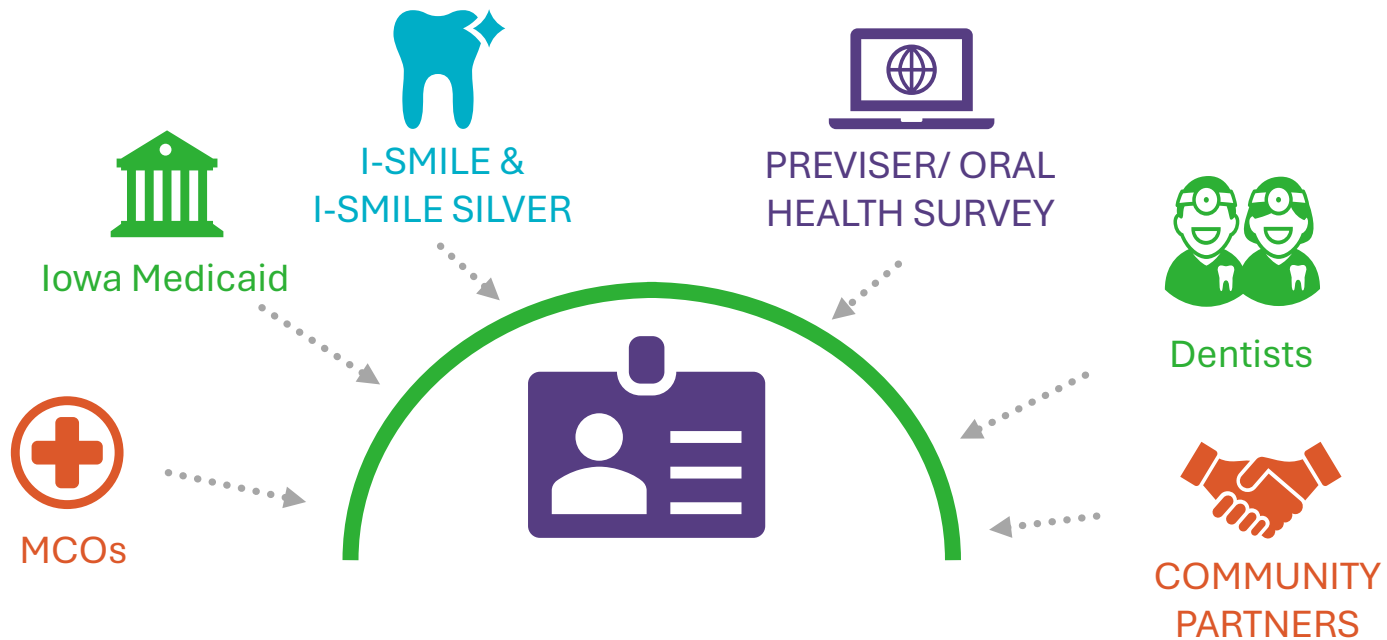 I-SMILE &
I-SMILE SILVER
PREVISER/ ORAL
HEALTH SURVEY
Iowa Medicaid
Dentists
MCOs
COMMUNITY
PARTNERS